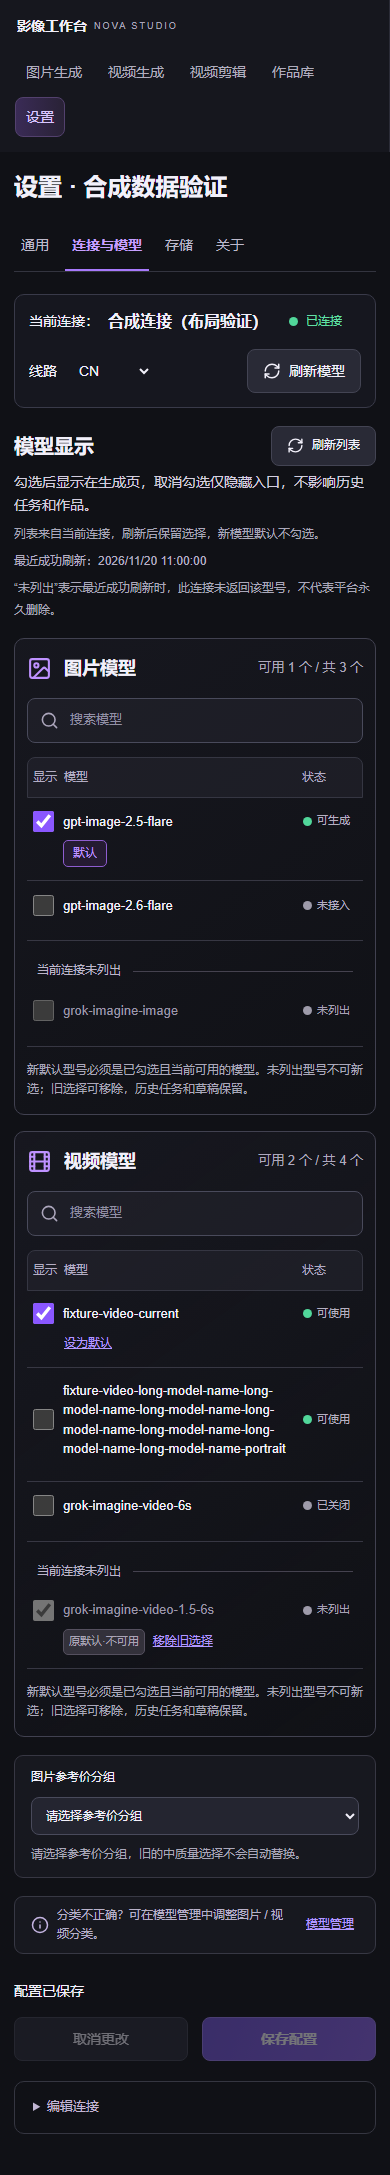 影像工作台 NOVA STUDIO
图片生成 视频生成 视频剪辑 作品库
设置
设置 · 合成数据验证
通用 连接与模型 存储 关于
当前连接： 合成连接（布局验证） 已连接
线路 CN 刷新模型
模型显示 刷新列表
勾选后显示在生成页，取消勾选仅隐藏入口，不影响历史
任务和作品。
列表来自当前连接，刷新后保留选择，新模型默认不勾选。
最近成功刷新：2026/11/20 11:00:00
“未列出”表示最近成功刷新时，此连接未返回该型号，不代表平台永
久删除。
图片模型 可用 1 个 / 共 3 个
搜索模型
显示 模型 状态
gpt-image-2.5-flare 可生成
默认
gpt-image-2.6-flare 未接入
当前连接未列出
grok-imagine-image 未列出
新默认型号必须是已勾选且当前可用的模型。未列出型号不可新
选；旧选择可移除，历史任务和草稿保留。
视频模型 可用 2 个 / 共 4 个
搜索模型
显示 模型 状态
fixture-video-current 可使用
设为默认
fixture-video-long-model-name-long-
model-name-long-model-name-long-
model-name-long-model-name-long-
model-name-long-model-name-portrait 可使用
grok-imagine-video-6s 已关闭
当前连接未列出
grok-imagine-video-1.5-6s 未列出
原默认·不可用 移除旧选择
新默认型号必须是已勾选且当前可用的模型。未列出型号不可新
选；旧选择可移除，历史任务和草稿保留。
图片参考价分组
请选择参考价分组
请选择参考价分组，旧的中质量选择不会自动替换。
分类不正确？可在模型管理中调整图片 / 视
频分类。 模型管理
配置已保存
取消更改 保存配置
编辑连接